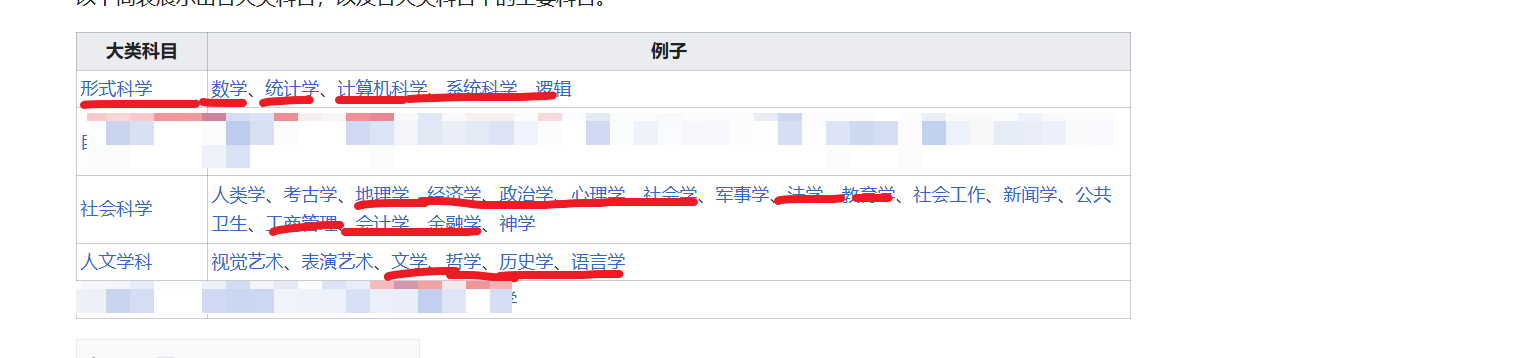 以下简表展示出各大类科目，以及各大类科目下的主要科目。
大类科目 例子
形式科学 数学、统计学、计算机科学、系统科学、逻辑
社会科学 人类学、考古学、地理学、经济学、政治学、心理学、社会学、军事学、法学、教育学、社会工作、新闻学、公共
卫生、工商管理、会计学、金融学、神学
人文学科 视觉艺术、表演艺术、文学、哲学、历史学、语言学